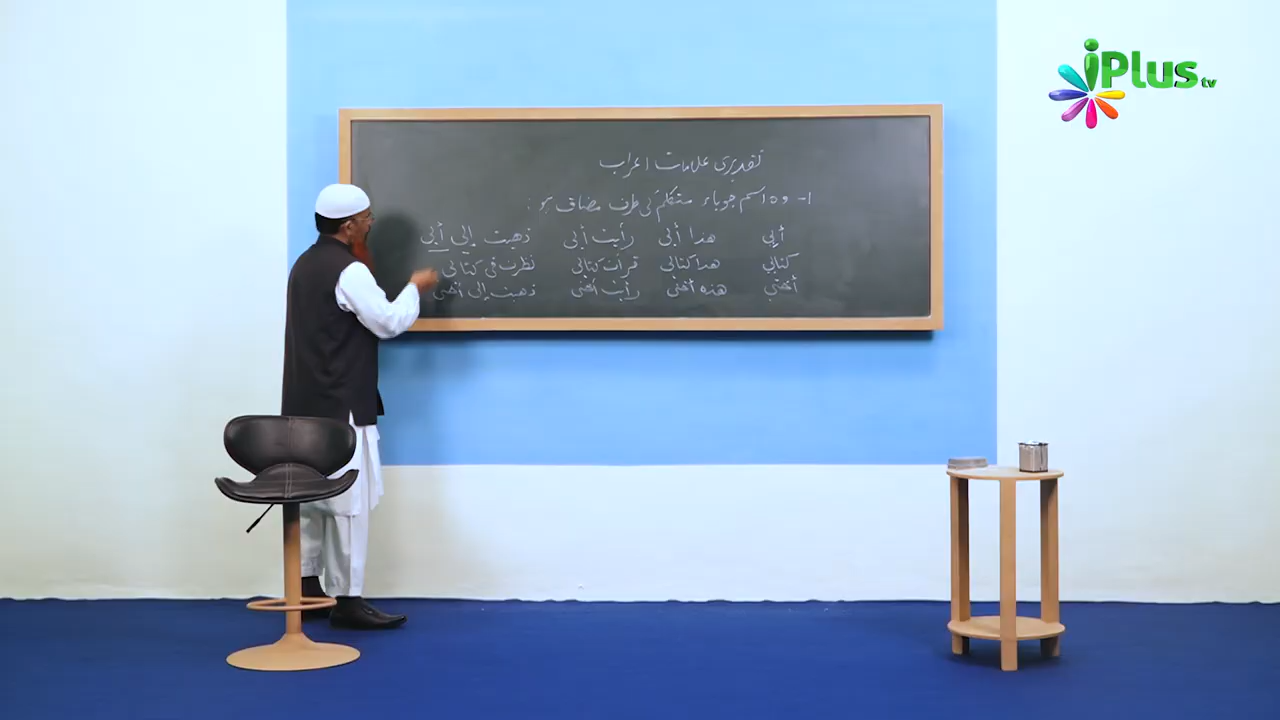 تقدیری علامات اعراب
۱- وہ اسم جو یاء متکلم کی طرف مضاف ہو :
أبي هذا أبي رأيت أبي ذهبت إلى أبي
كتابي هذا كتابي قرأت كتابي نظرت في كتابي
أختي هذه أختي رأيت أختي ذهبت إلى أختي
iPlus tv